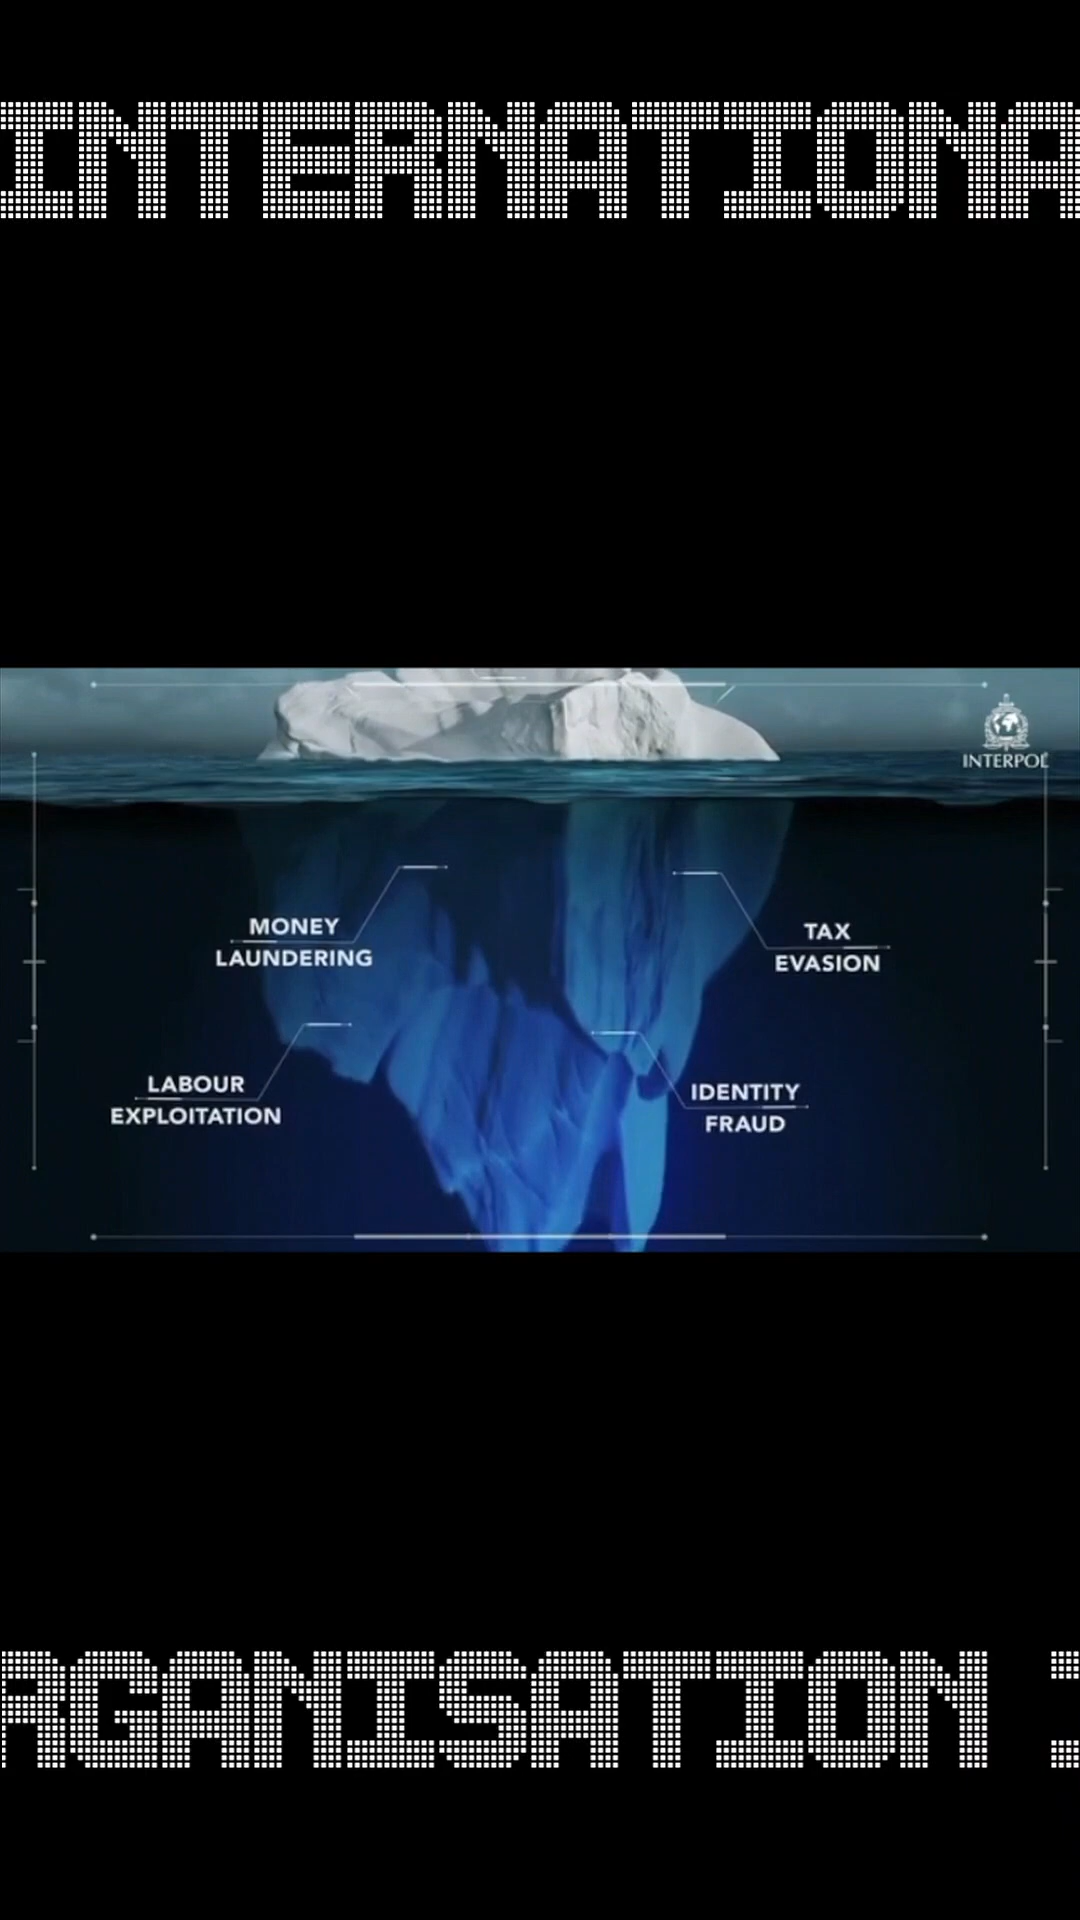 INTERNATIONA
INTERPOL
MONEY
LAUNDERING
TAX
EVASION
LABOUR
EXPLOITATION
IDENTITY
FRAUD
RGANISATION